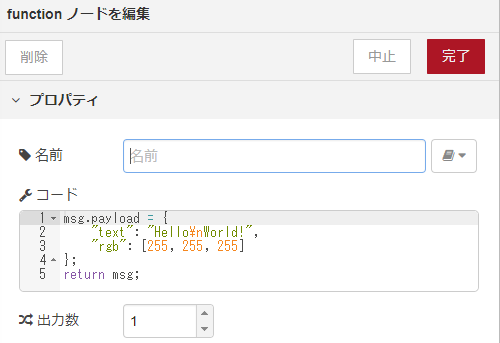 function ノードを編集
削除 中止 完了
プロパティ
名前 名前
コード
1 msg.payload = {
2 "text": "Hello¥nWorld!",
3 "rgb": [255, 255, 255]
4 };
5 return msg;
出力数 1